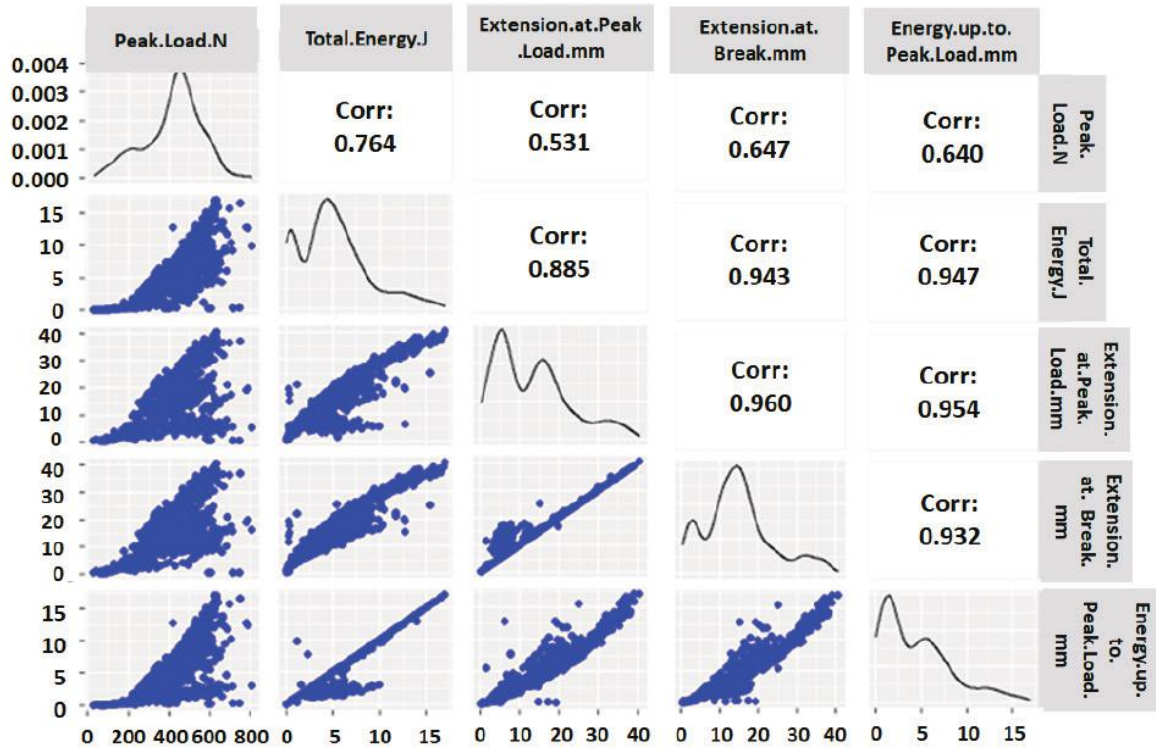 Peak.Load.N
Total.Energy.J
Extension.at.Peak
.Load.mm
Extension.at.
Break.mm
Energy.up.to.
Peak.Load.mm
0.004
0.003
0.002
0.001
0.000
Corr:
0.764
Corr:
0.531
Corr:
0.647
Corr:
0.640
Peak.
Load.N
15
10
5
0
Corr:
0.885
Corr:
0.943
Corr:
0.947
Total.
Energy.J
40
30
20
10
0
Corr:
0.960
Corr:
0.954
Extension.
at.Peak.
Load.mm
40
30
20
10
0
Corr:
0.932
Extension.
at. Break.
mm
15
10
5
0
Energy.up.
to.
Peak.Load.
mm
0 200 400 600 800
0 5 10 15
0 10 20 30 40
0 10 20 30 40
0 5 10 15